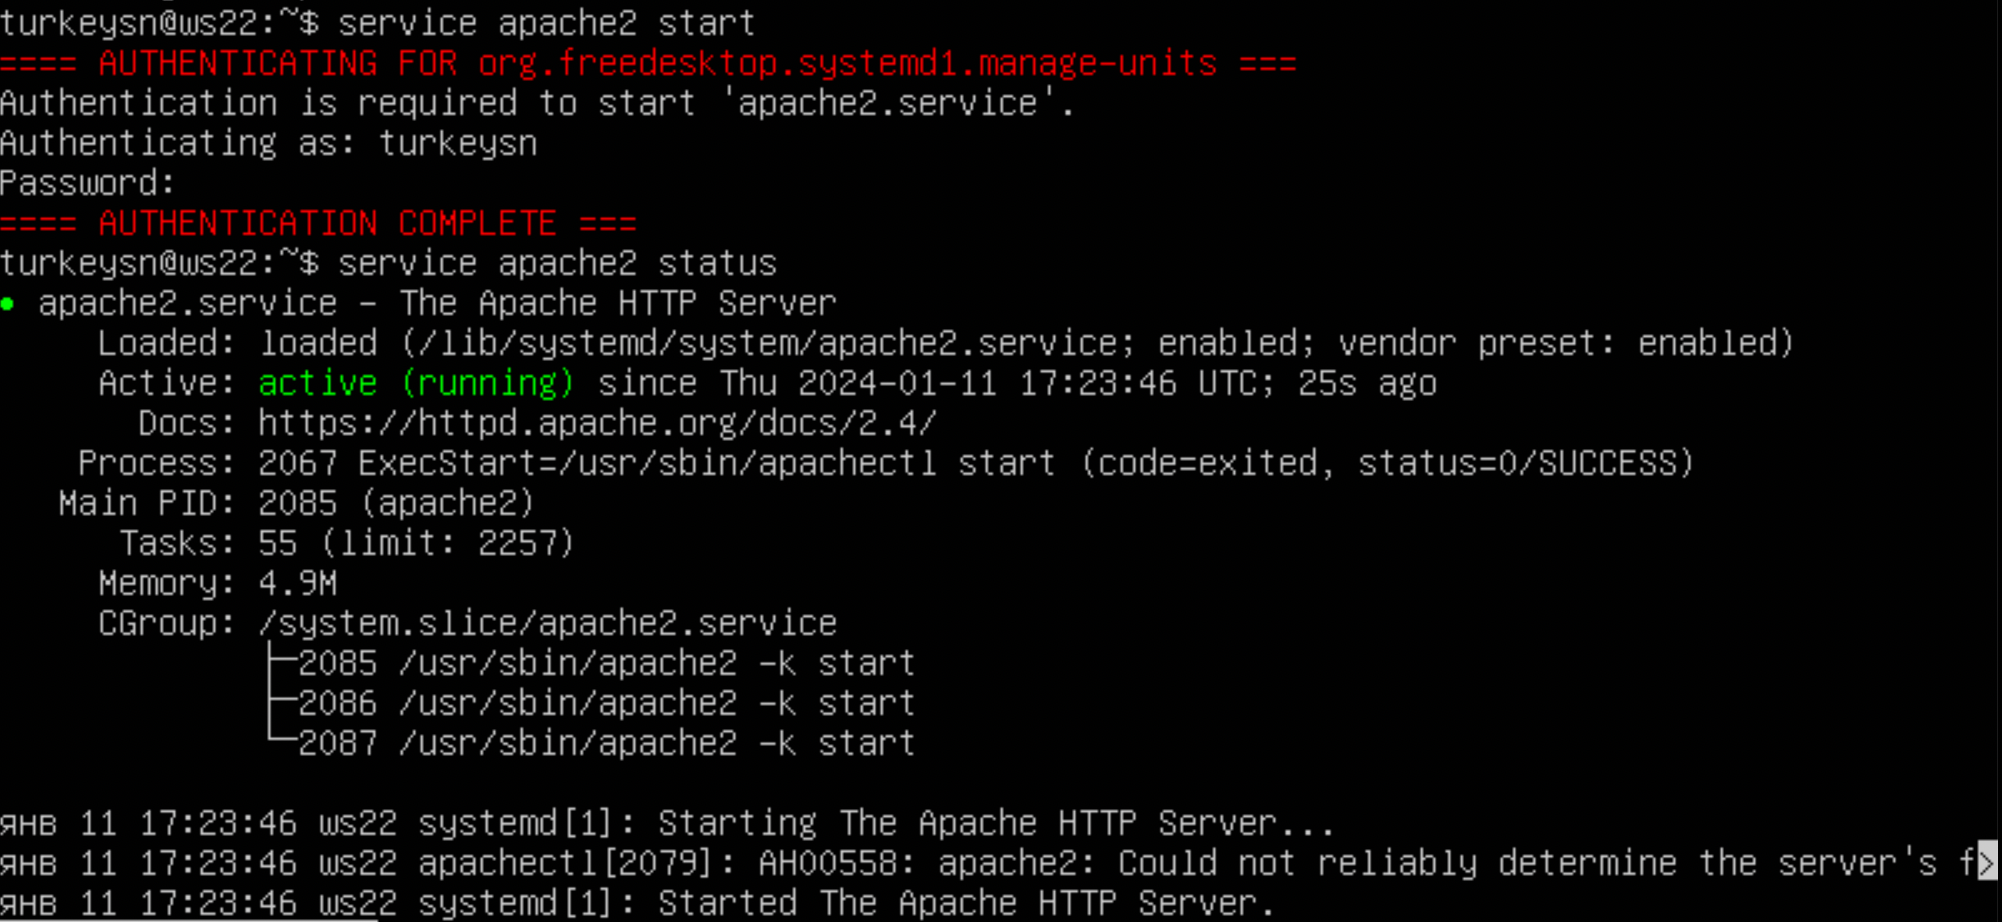 turkeysn@ws22:~$ service apache2 start
==== AUTHENTICATING FOR org.freedesktop.systemd1.manage-units ===
Authentication is required to start 'apache2.service'.
Authenticating as: turkeysn
Password:
==== AUTHENTICATION COMPLETE ===
turkeysn@ws22:~$ service apache2 status
● apache2.service - The Apache HTTP Server
Loaded: loaded (/lib/systemd/system/apache2.service; enabled; vendor preset: enabled)
Active: active (running) since Thu 2024-01-11 17:23:46 UTC; 25s ago
Docs: https://httpd.apache.org/docs/2.4/
Process: 2067 ExecStart=/usr/sbin/apachectl start (code=exited, status=0/SUCCESS)
Main PID: 2085 (apache2)
Tasks: 55 (limit: 2257)
Memory: 4.9M
CGroup: /system.slice/apache2.service
├─2085 /usr/sbin/apache2 -k start
├─2086 /usr/sbin/apache2 -k start
└─2087 /usr/sbin/apache2 -k start
янв 11 17:23:46 ws22 systemd[1]: Starting The Apache HTTP Server...
янв 11 17:23:46 ws22 apachectl[2079]: AH00558: apache2: Could not reliably determine the server's f>
янв 11 17:23:46 ws22 systemd[1]: Started The Apache HTTP Server.